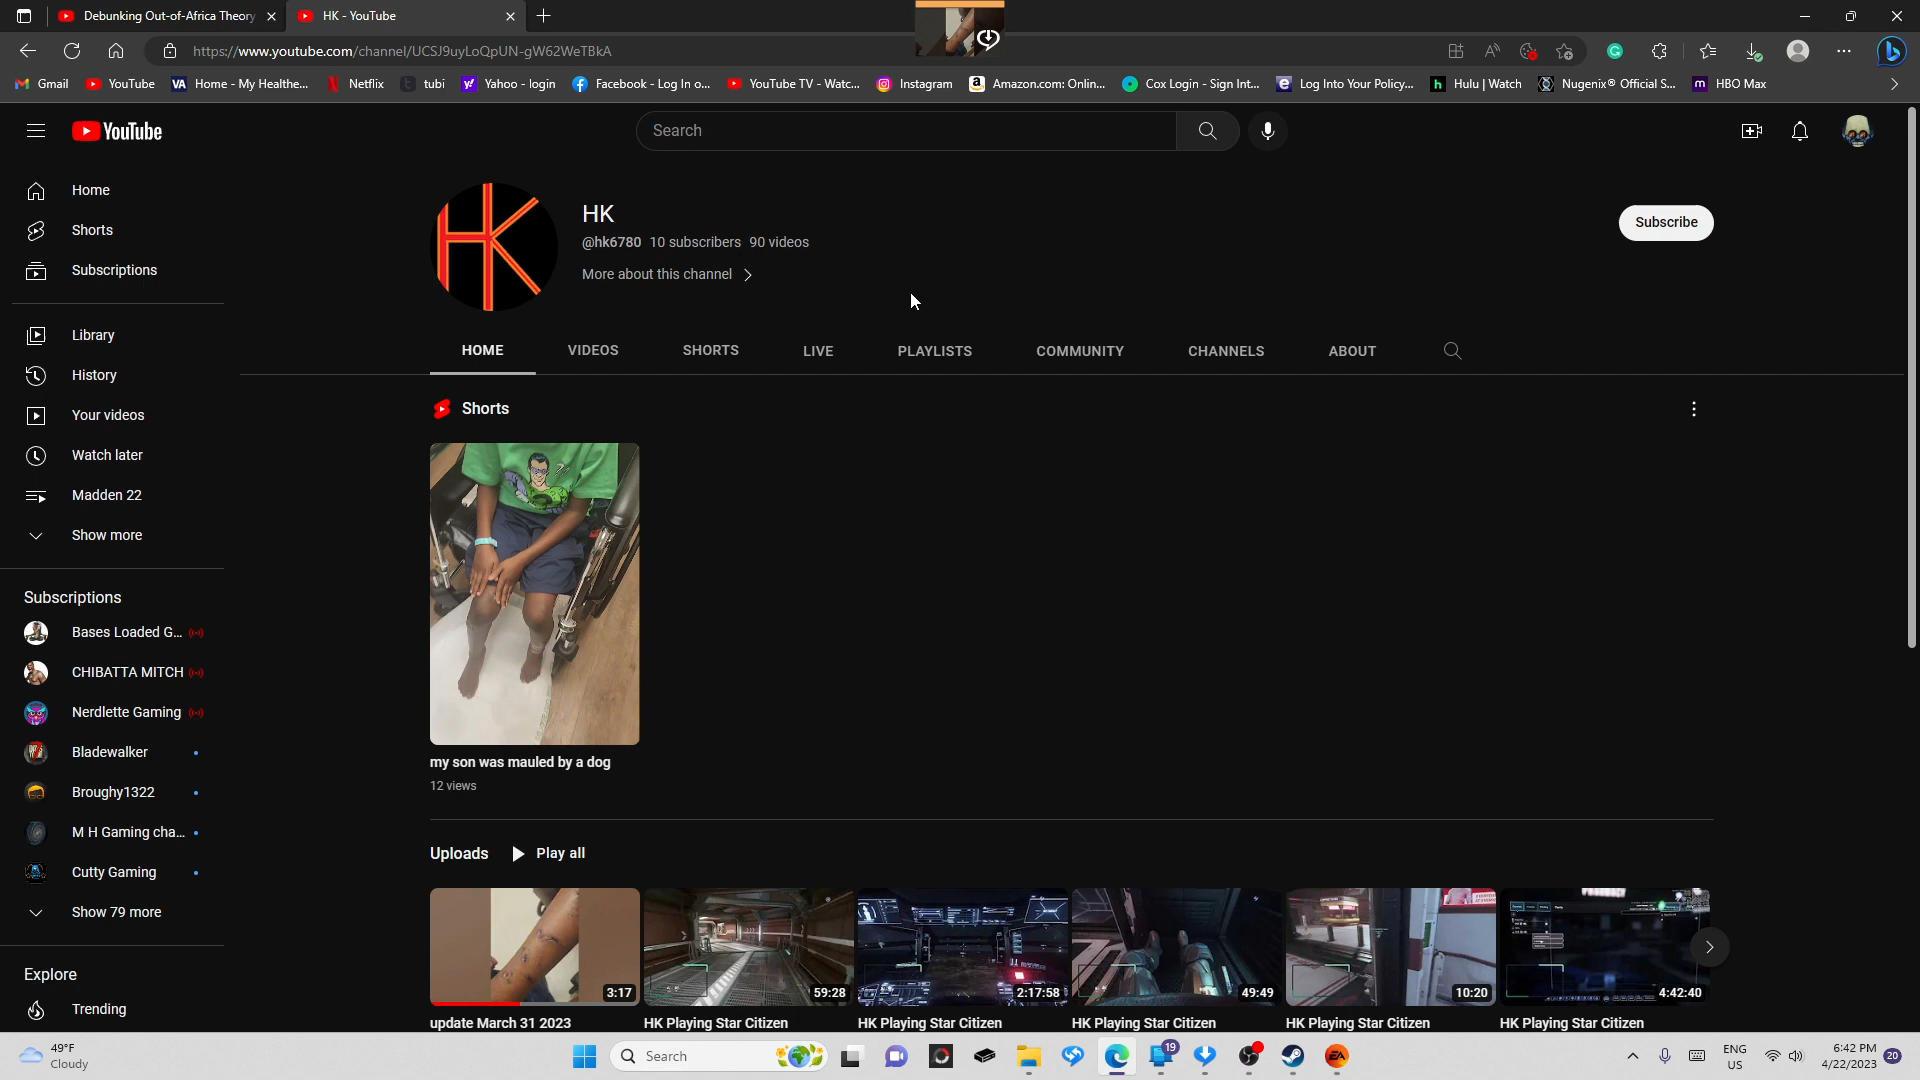 Debunking Out-of-Africa Theory
HK - YouTube
https://www.youtube.com/channel/UCSJ9uyLoQpUN-gW62WeTBkA
Gmail
YouTube
Home - My Healthe...
Netflix
tubi
Yahoo - login
Facebook - Log In o...
YouTube TV - Watc...
Instagram
Amazon.com: Onlin...
Cox Login - Sign Int...
Log Into Your Policy...
Hulu | Watch
Nugenix® Official S...
HBO Max
YouTube
Search
Home
Shorts
Subscriptions
Library
History
Your videos
Watch later
Madden 22
Show more
Subscriptions
Bases Loaded G...
CHIBATTA MITCH
Nerdlette Gaming
Bladewalker
Broughy1322
M H Gaming cha...
Cutty Gaming
Show 79 more
Explore
Trending
HK
HK
@hk6780 10 subscribers 90 videos
More about this channel
Subscribe
HOME
VIDEOS
SHORTS
LIVE
PLAYLISTS
COMMUNITY
CHANNELS
ABOUT
Shorts
my son was mauled by a dog
12 views
Uploads
Play all
3:17
59:28
2:17:58
49:49
10:20
4:42:40
update March 31 2023
HK Playing Star Citizen
HK Playing Star Citizen
HK Playing Star Citizen
HK Playing Star Citizen
HK Playing Star Citizen
49°F
Cloudy
Search
19
EA
ENG
US
6:42 PM
4/22/2023
20